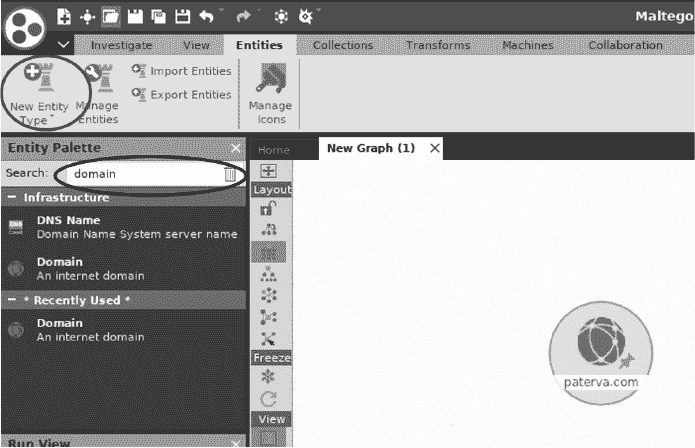 Maltego
Investigate View Entities Collections Transforms Machines Collaboration
New Entity Type
Manage Entities
Import Entities
Export Entities
Manage Icons
Entity Palette
Search: domain
Infrastructure
DNS
DNS Name
Domain Name System server name
Domain
An internet domain
* Recently Used *
Domain
An internet domain
Run View
Home New Graph (1)
Layout
Freeze
View
paterva.com